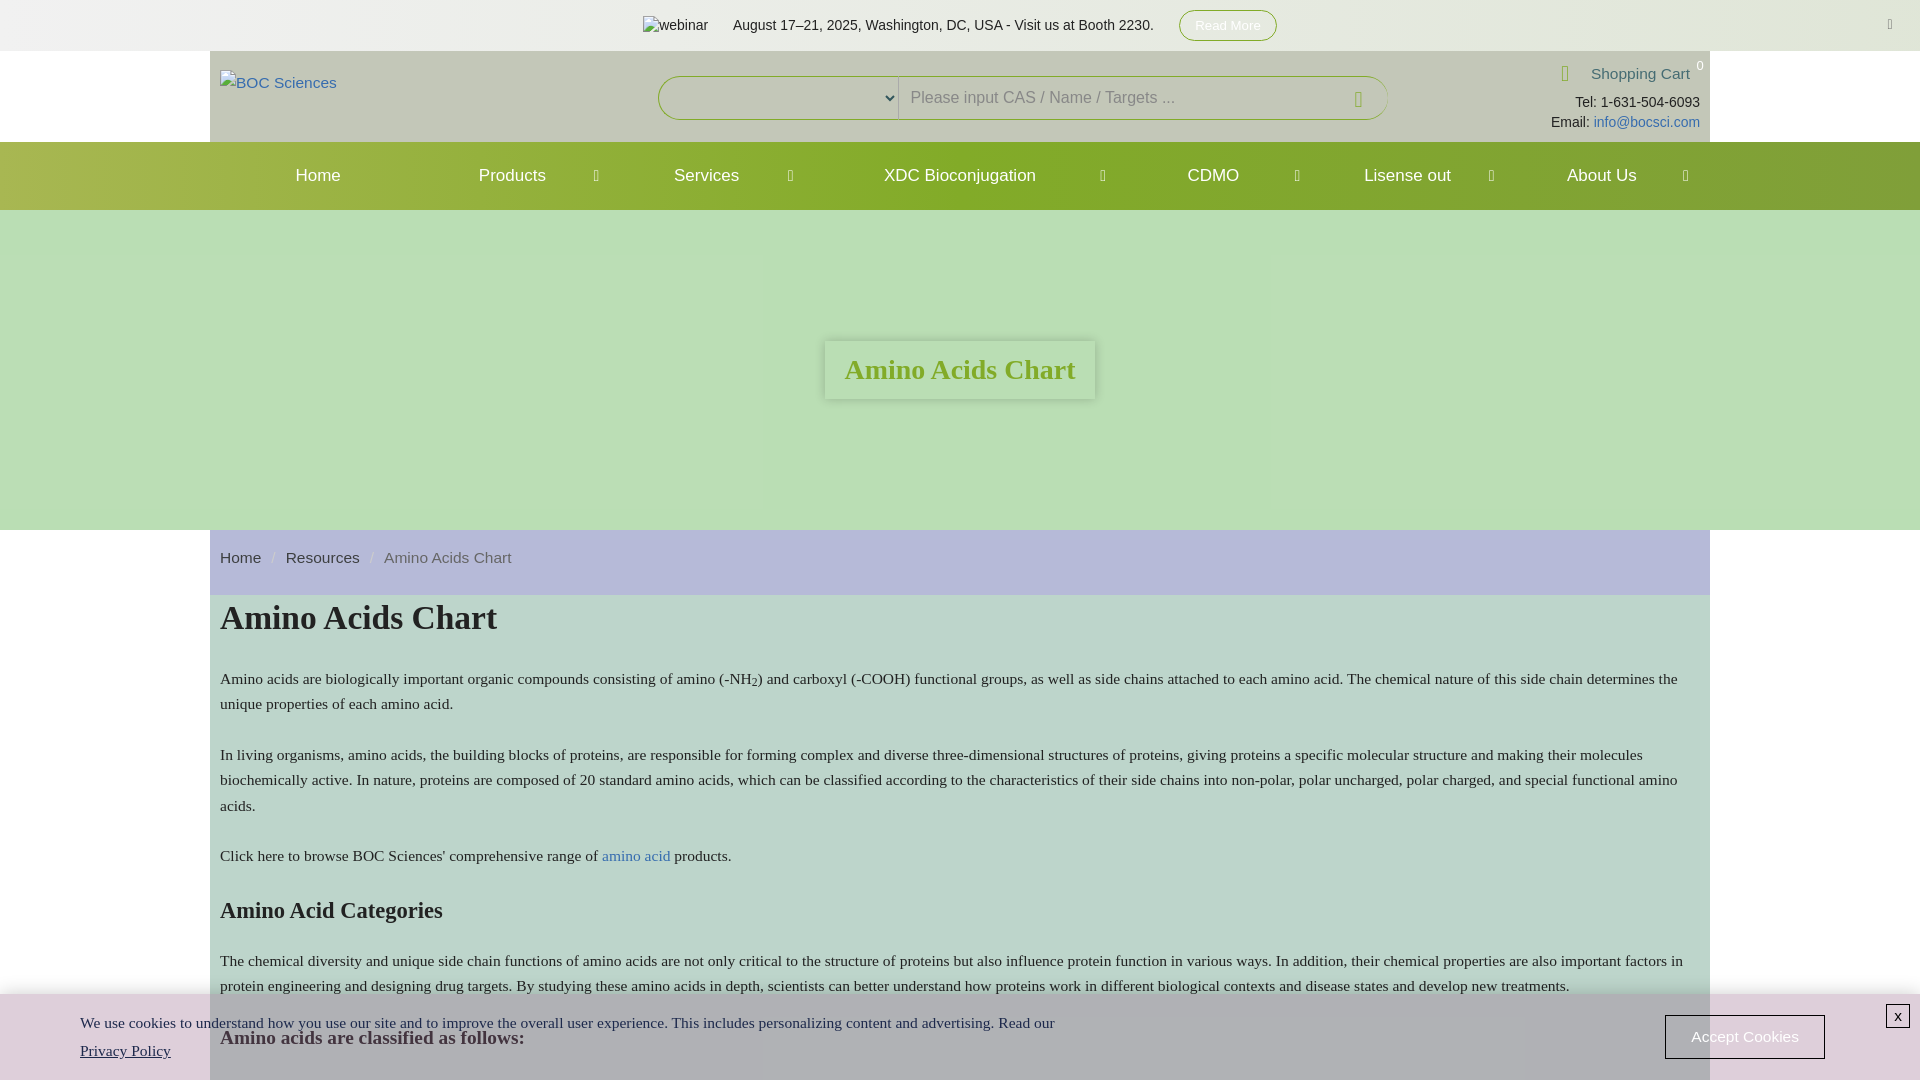 webinar August 17–21, 2025, Washington, DC, USA - Visit us at Booth 2230. Read More
BOC Sciences
Please input CAS / Name / Targets ...
Shopping Cart 0
Tel: 1-631-504-6093
Email: info@bocsci.com
Home Products Services XDC Bioconjugation CDMO Lisense out About Us
Amino Acids Chart
Home / Resources / Amino Acids Chart
Amino Acids Chart
Amino acids are biologically important organic compounds consisting of amino (-NH2) and carboxyl (-COOH) functional groups, as well as side chains attached to each amino acid. The chemical nature of this side chain determines the
unique properties of each amino acid.
In living organisms, amino acids, the building blocks of proteins, are responsible for forming complex and diverse three-dimensional structures of proteins, giving proteins a specific molecular structure and making their molecules
biochemically active. In nature, proteins are composed of 20 standard amino acids, which can be classified according to the characteristics of their side chains into non-polar, polar uncharged, polar charged, and special functional amino
acids.
Click here to browse BOC Sciences' comprehensive range of amino acid products.
Amino Acid Categories
The chemical diversity and unique side chain functions of amino acids are not only critical to the structure of proteins but also influence protein function in various ways. In addition, their chemical properties are also important factors in
protein engineering and designing drug targets. By studying these amino acids in depth, scientists can better understand how proteins work in different biological contexts and disease states and develop new treatments.
Amino acids are classified as follows:
We use cookies to understand how you use our site and to improve the overall user experience. This includes personalizing content and advertising. Read our
Privacy Policy
Accept Cookies
x